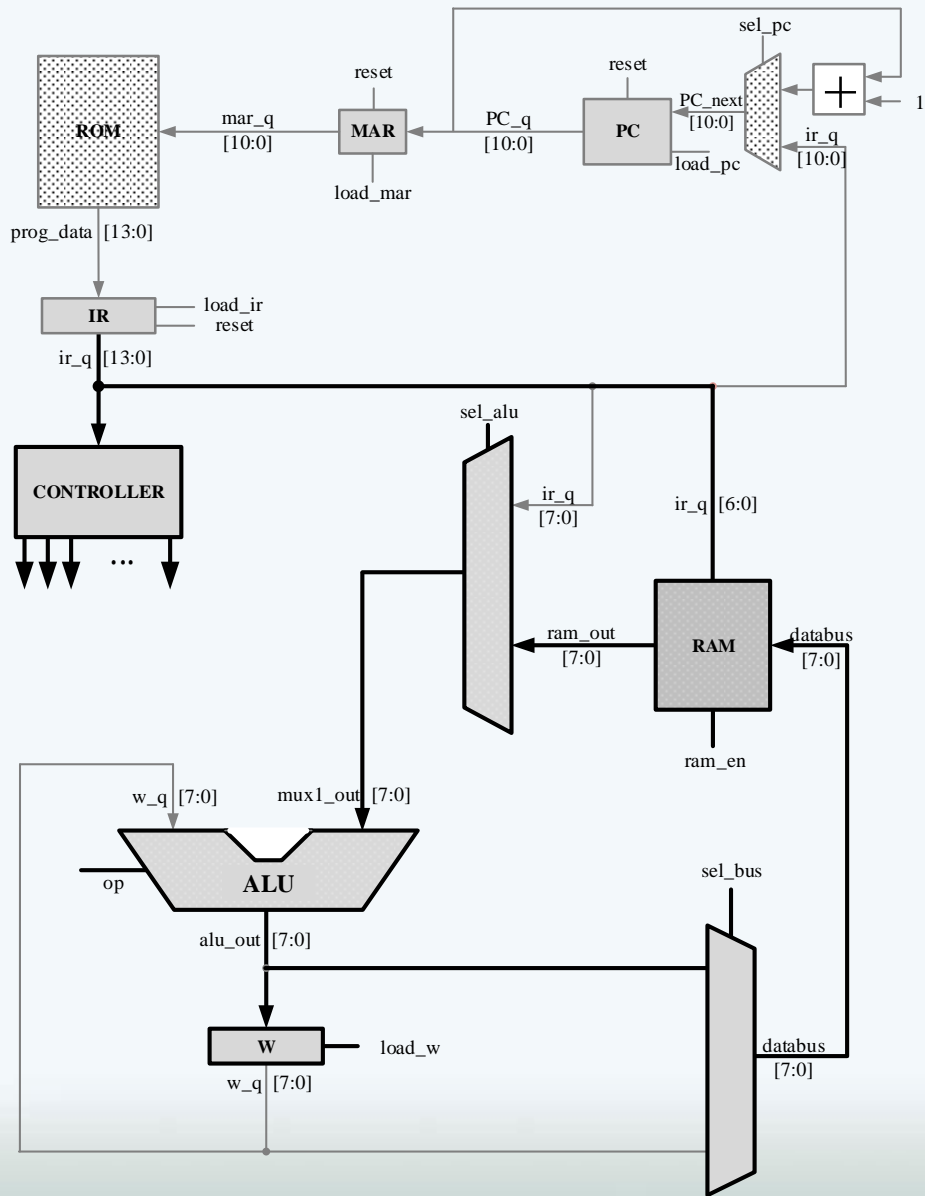 sel_pc
reset
reset
+
1
PC_next
[10:0]
ROM
mar_q
[10:0]
MAR
PC_q
[10:0]
PC
ir_q
[10:0]
load_pc
load_mar
prog_data [13:0]
IR
load_ir
reset
ir_q [13:0]
sel_alu
CONTROLLER
...
ir_q
[7:0]
ir_q [6:0]
ram_out
[7:0]
RAM
databus
[7:0]
ram_en
w_q [7:0]
mux1_out [7:0]
op
ALU
sel_bus
alu_out [7:0]
W
load_w
databus
[7:0]
w_q [7:0]